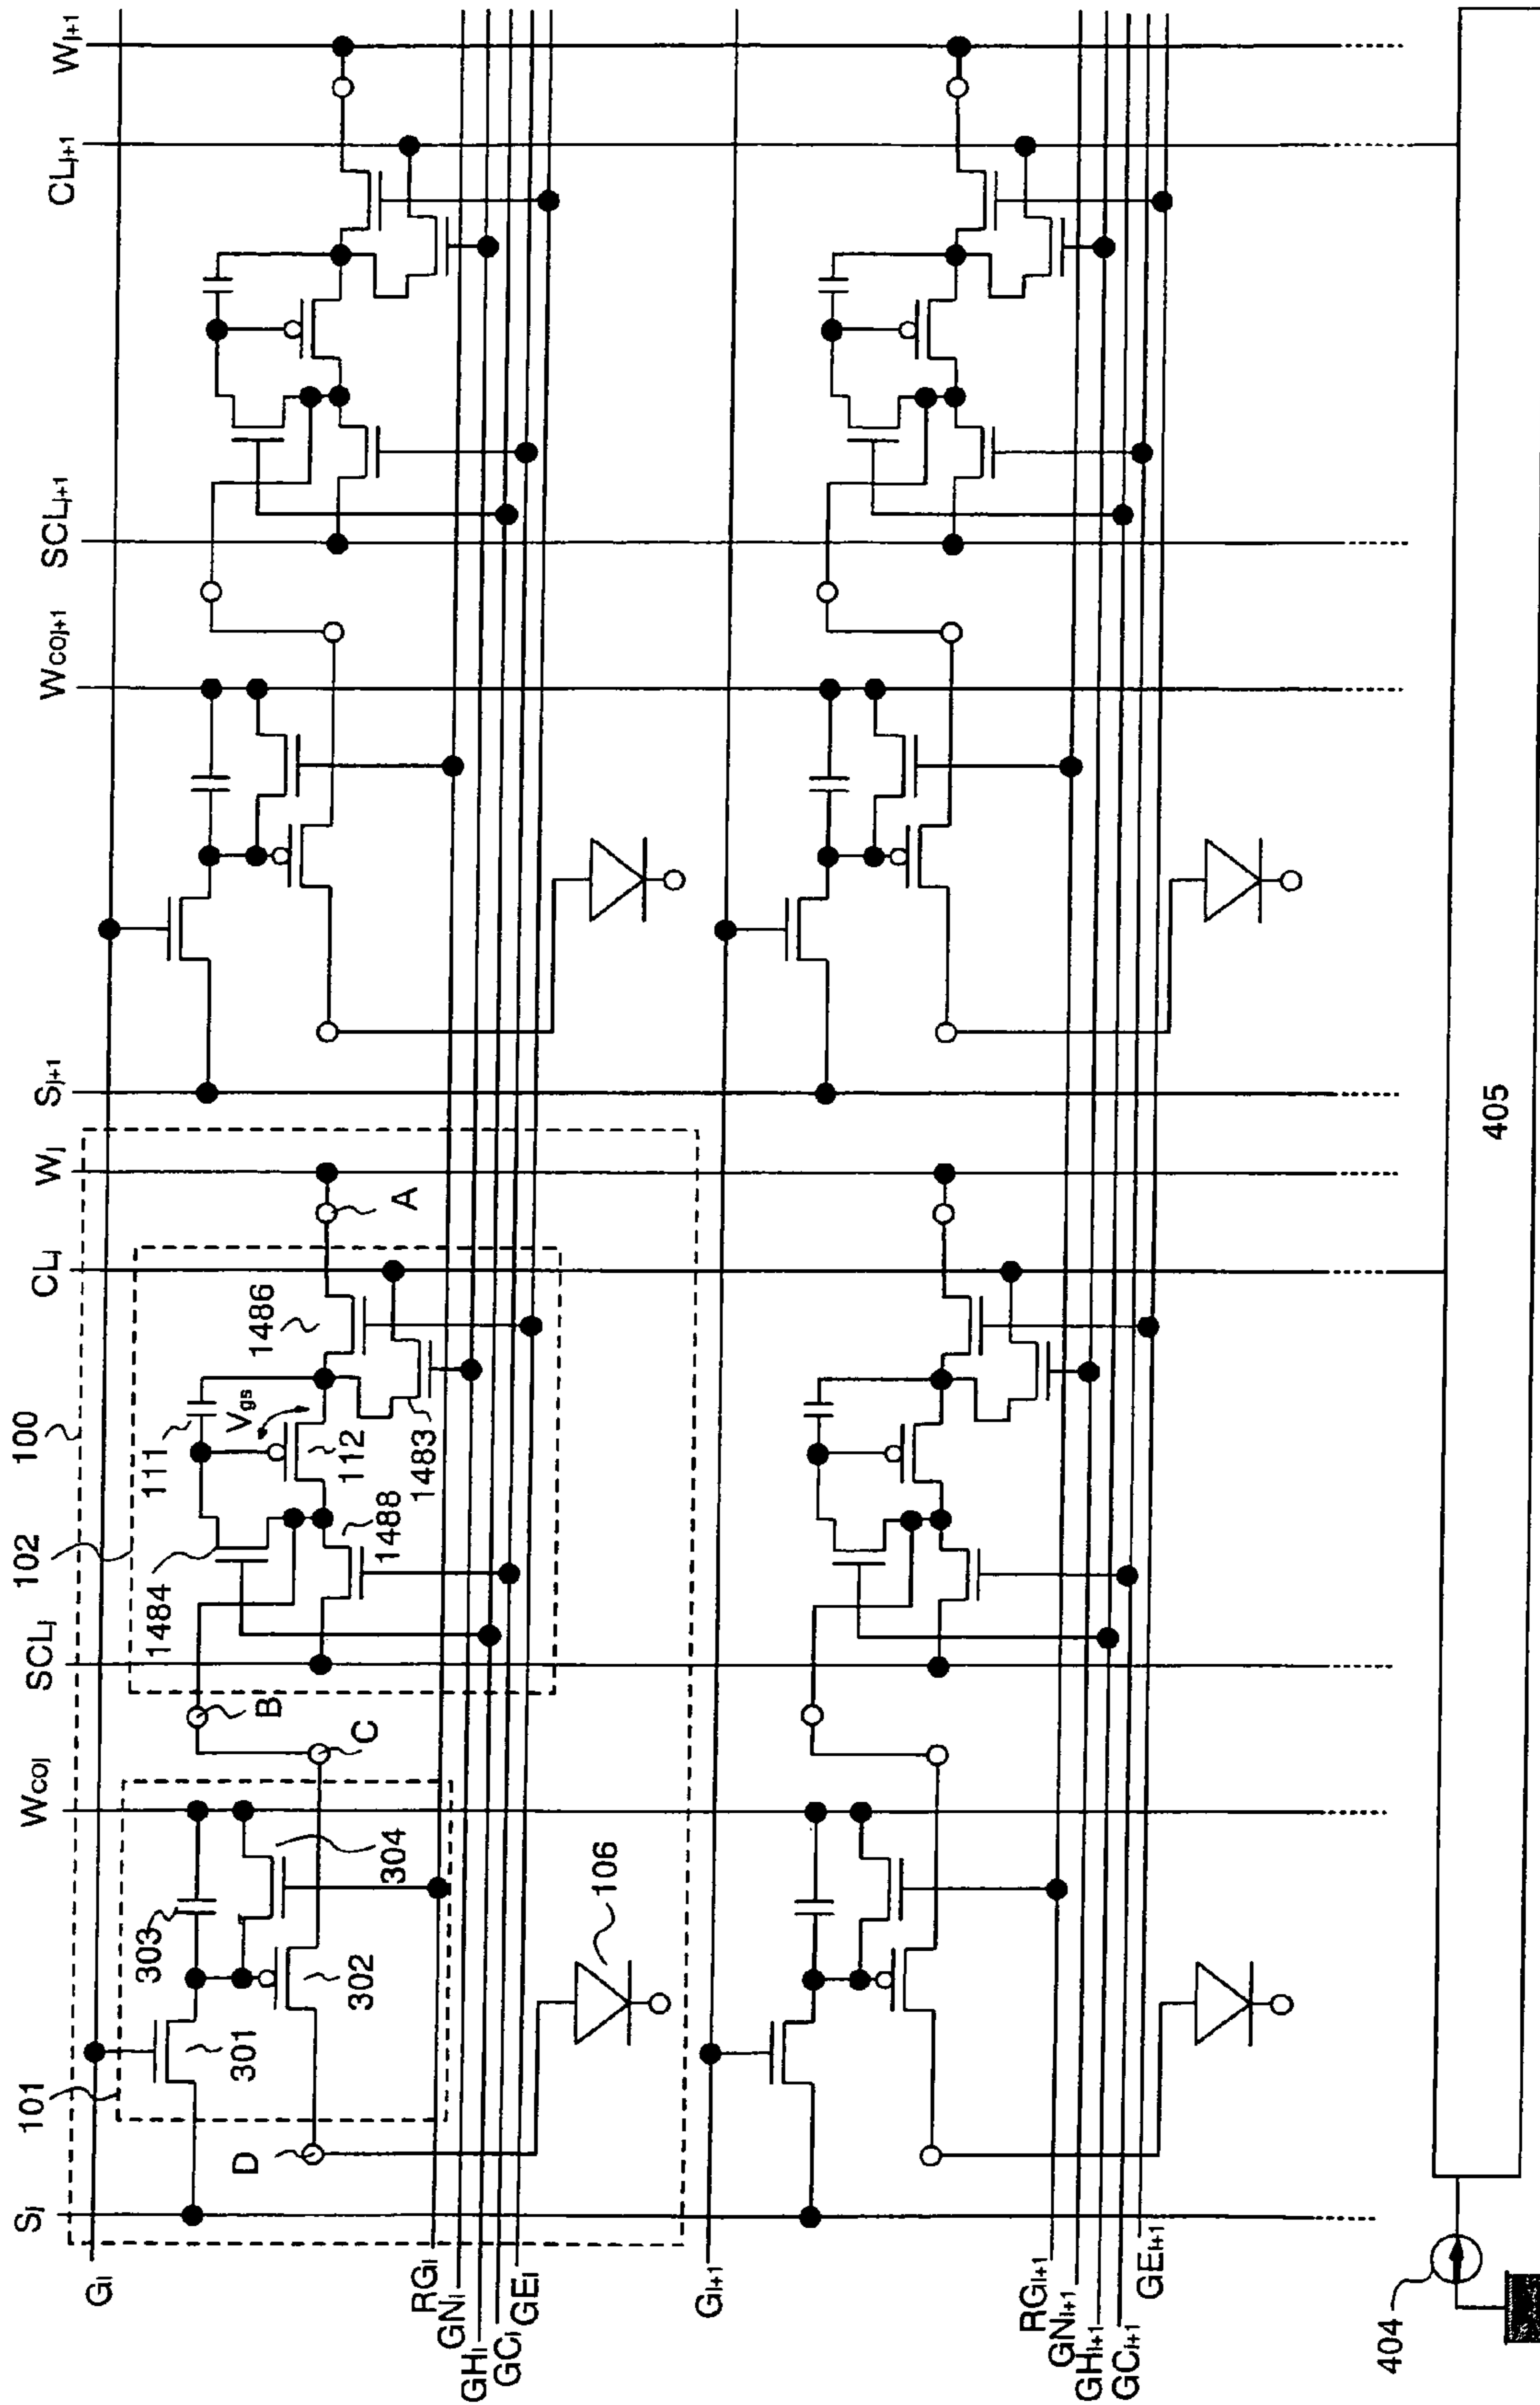 Sj
Wcoj
SCLj
CLj
Wj
Sj+1
Wcoj+1
SCLj+1
CLj+1
Wj+1
101
102
100
Gi
301
303
304
302
D
B
C
1484
111
Vgs
112
1488
1483
1486
A
106
RGi
GNi
GHi
GCi
GEi
Gi+1
RGi+1
GNi+1
GHi+1
GCi+1
GEi+1
404
405